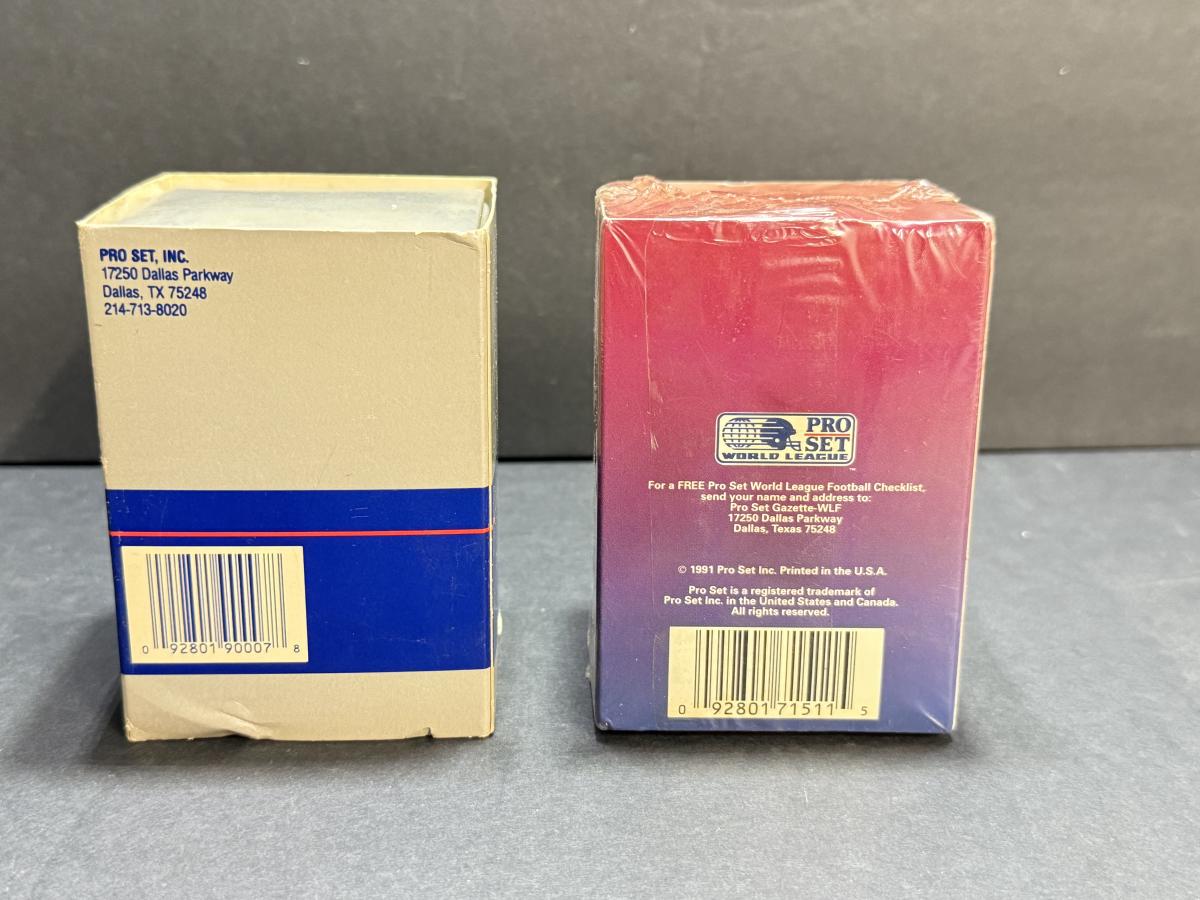 PRO SET, INC.
17250 Dallas Parkway
Dallas, TX 75248
214-713-8020
0 92801 90007 8
PRO
SET
WORLD LEAGUE
TM
For a FREE Pro Set World League Football Checklist,
send your name and address to:
Pro Set Gazette-WLF
17250 Dallas Parkway
Dallas, Texas 75248
© 1991 Pro Set Inc. Printed in the U.S.A.
Pro Set is a registered trademark of
Pro Set Inc. in the United States and Canada.
All rights reserved.
0 92801 71511 5